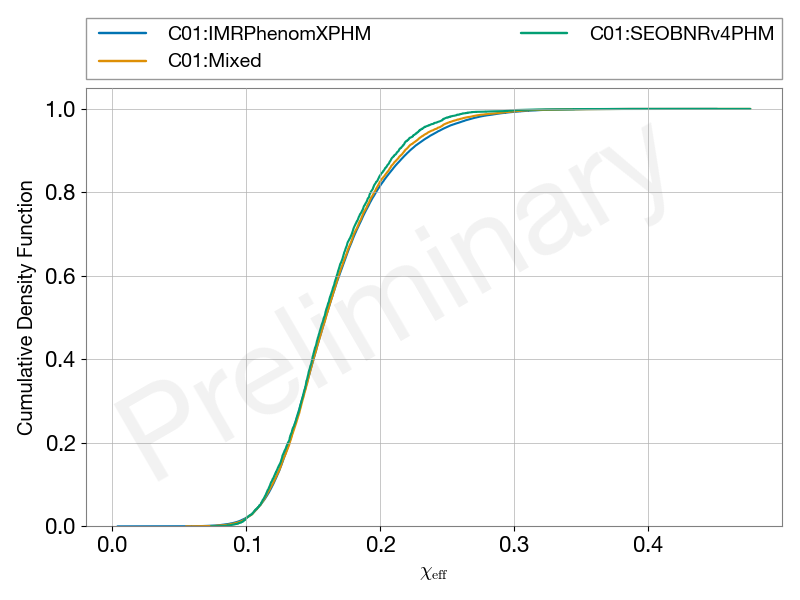 C01:IMRPhenomXPHM
C01:Mixed
C01:SEOBNRv4PHM
Cumulative Density Function
1.0
0.8
0.6
0.4
0.2
0.0
0.0 0.1 0.2 0.3 0.4
χeff
Preliminary